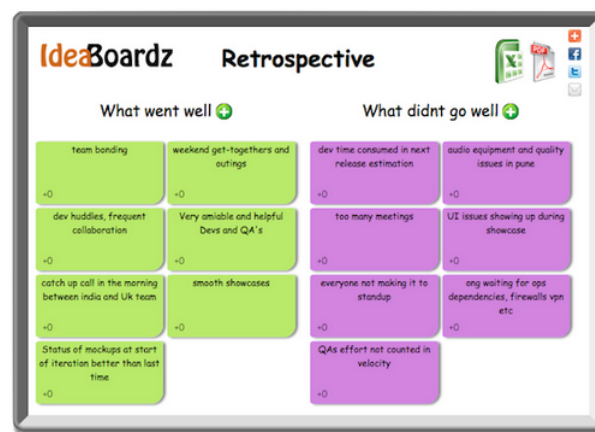 IdeaBoardz
Retrospective
PDF
What went well
What didnt go well
team bonding
+0
weekend get-togethers and
outings
+0
dev time consumed in next
release estimation
+0
audio equipment and quality
issues in pune
+0
dev huddles, frequent
collaboration
+0
Very amiable and helpful
Devs and QA's
+0
too many meetings
+0
UI issues showing up during
showcase
+0
catch up call in the morning
between india and Uk team
+0
smooth showcases
+0
everyone not making it to
standup
+0
ong waiting for ops
dependencies, firewalls vpn
etc
+0
Status of mockups at start
of iteration better than last
time
+0
QAs effort not counted in
velocity
+0